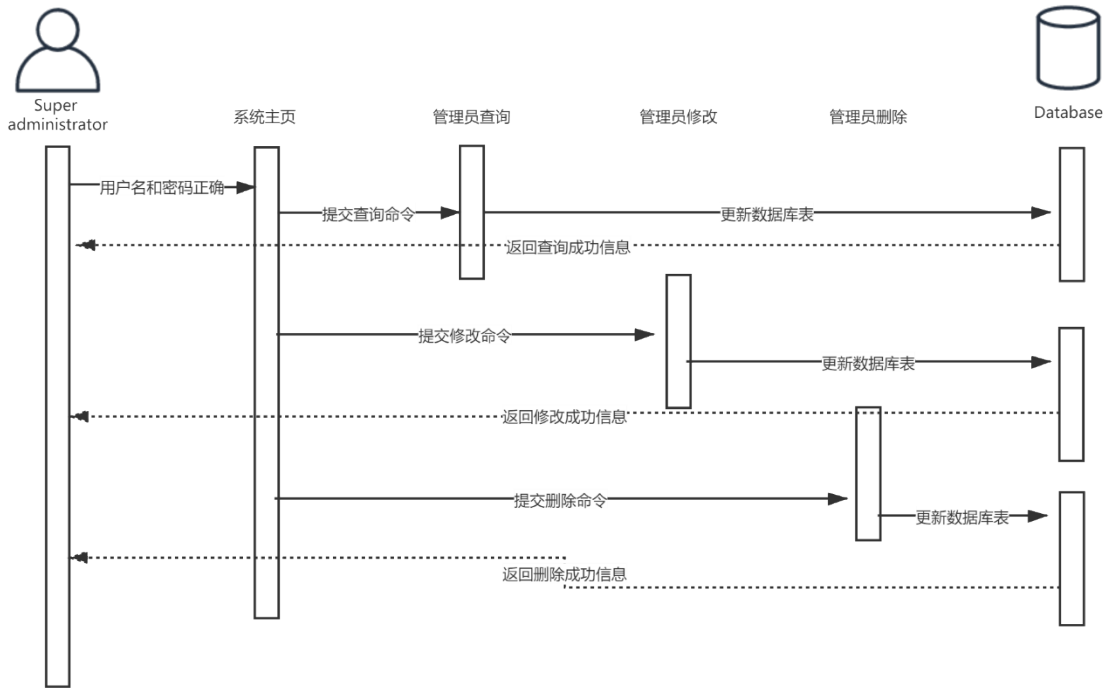 Super
administrator
系统主页
管理员查询
管理员修改
管理员删除
Database
用户名和密码正确
提交查询命令
更新数据库表
返回查询成功信息
提交修改命令
更新数据库表
返回修改成功信息
提交删除命令
更新数据库表
返回删除成功信息